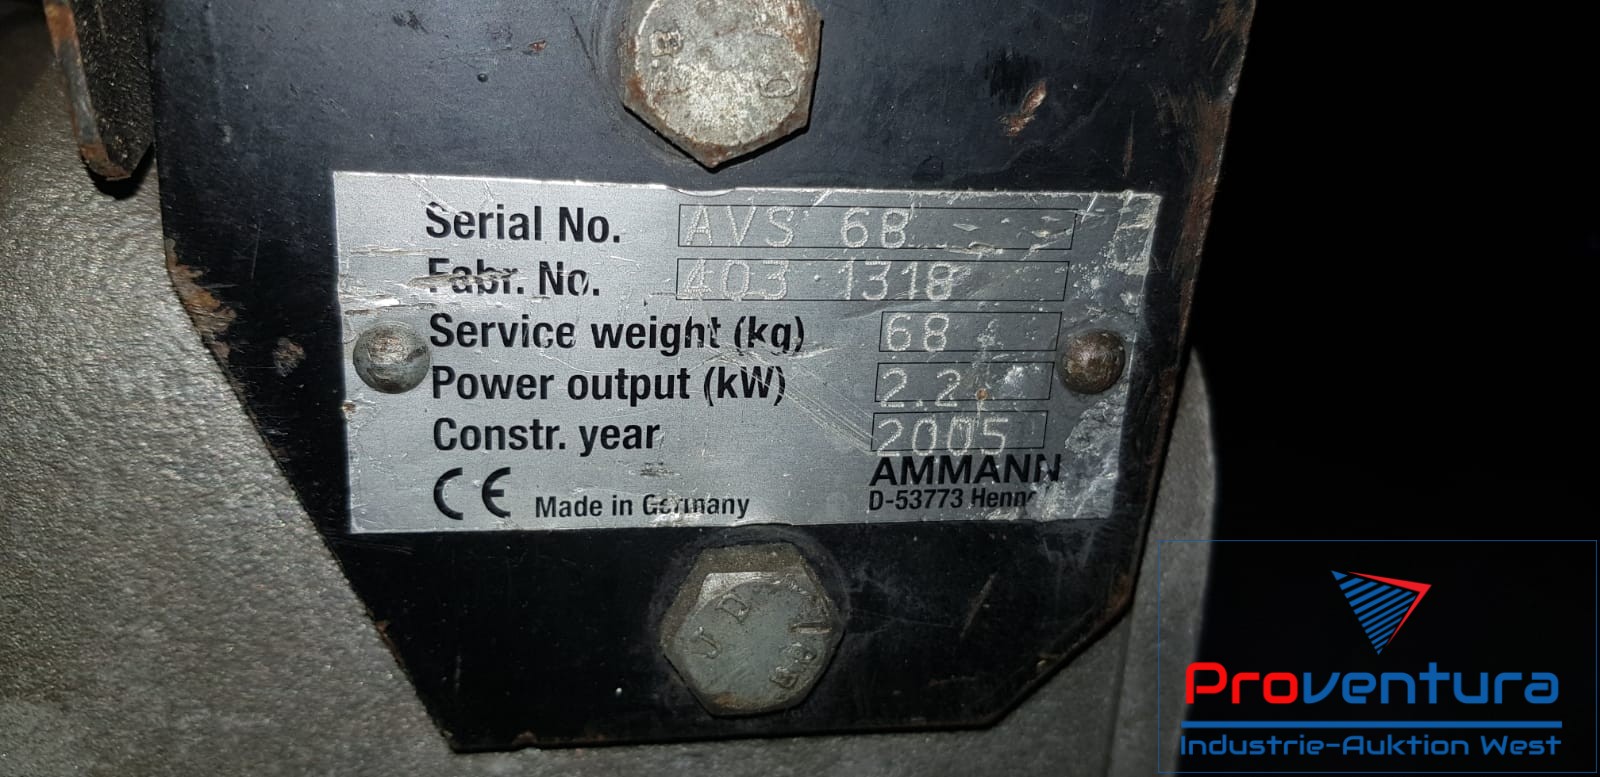 Serial No. AVS 68
Fabr. No. 403 1318
Service weight (kg) 68
Power output (kW) 2.2
Constr. year 2005
AMMANN
CE Made in Germany
D-53773
JD
Proventura
Industrie-Auktion West